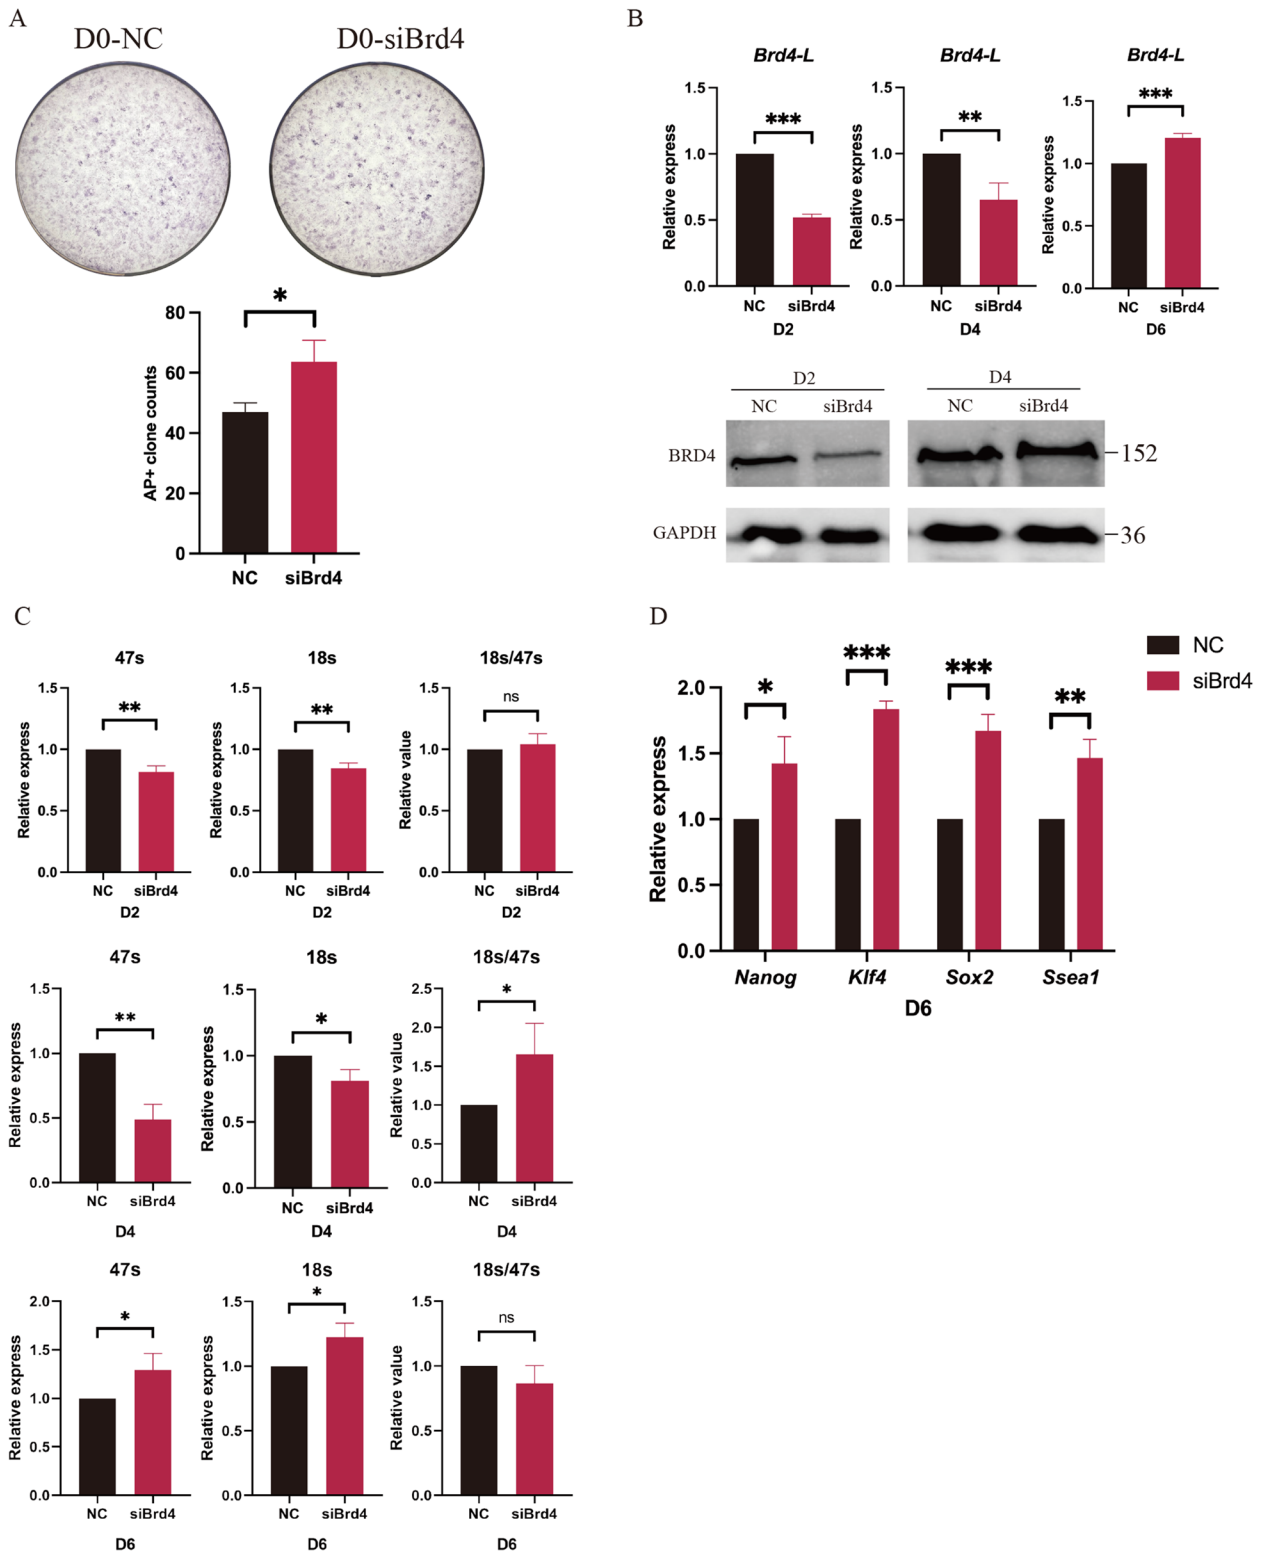 A
D0-NC
D0-siBrd4
*
80
60
40
20
0
AP+ clone counts
NC
siBrd4
B
Brd4-L
***
1.5
1.0
0.5
0.0
Relative express
NC
siBrd4
D2
Brd4-L
**
1.5
1.0
0.5
0.0
Relative express
NC
siBrd4
D4
Brd4-L
***
1.5
1.0
0.5
0.0
Relative express
NC
siBrd4
D6
D2
D4
NC
siBrd4
NC
siBrd4
BRD4
152
GAPDH
36
C
47s
**
1.5
1.0
0.5
0.0
Relative express
NC
siBrd4
D2
18s
**
1.5
1.0
0.5
0.0
Relative express
NC
siBrd4
D2
18s/47s
ns
1.5
1.0
0.5
0.0
Relative value
NC
siBrd4
D2
47s
**
1.5
1.0
0.5
0.0
Relative express
NC
siBrd4
D4
18s
*
1.5
1.0
0.5
0.0
Relative express
NC
siBrd4
D4
18s/47s
*
2.5
2.0
1.5
1.0
0.5
0.0
Relative value
NC
siBrd4
D4
47s
*
2.0
1.5
1.0
0.5
0.0
Relative express
NC
siBrd4
D6
18s
*
1.5
1.0
0.5
0.0
Relative express
NC
siBrd4
D6
18s/47s
ns
1.5
1.0
0.5
0.0
Relative value
NC
siBrd4
D6
D
NC
siBrd4
*
***
***
**
2.0
1.5
1.0
0.5
0.0
Relative express
Nanog
Klf4
Sox2
Ssea1
D6